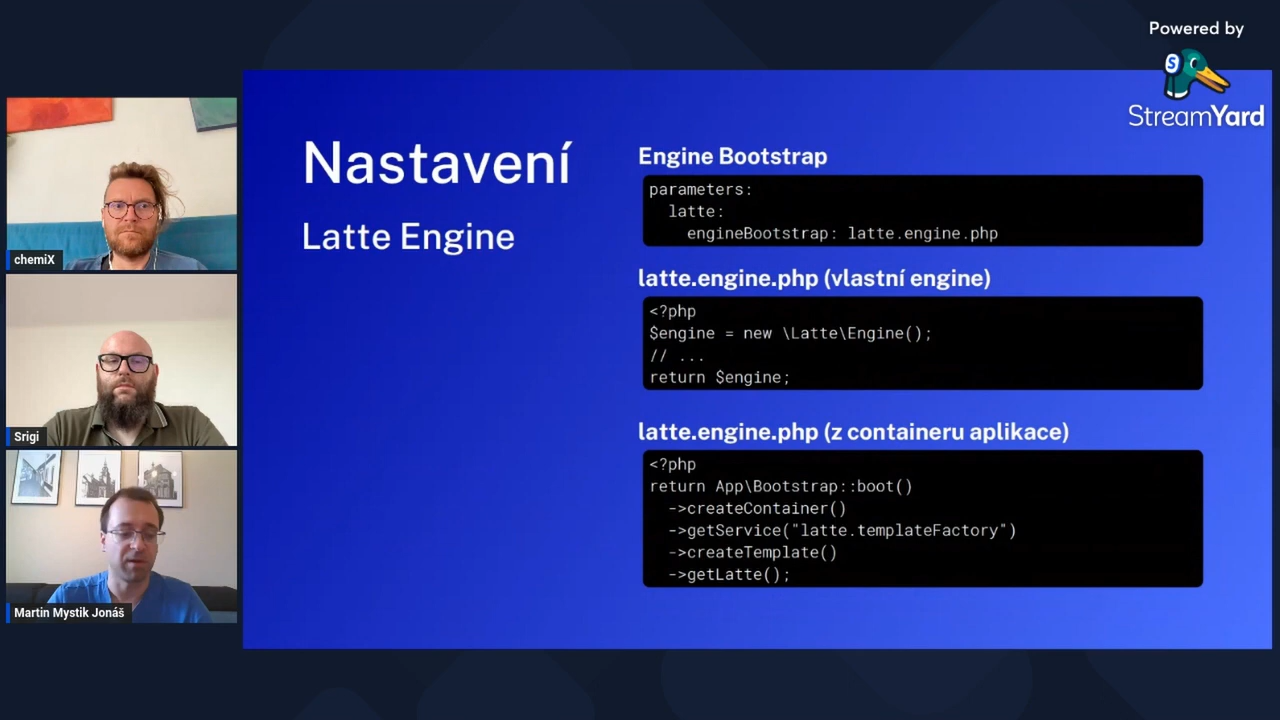 Powered by
StreamYard
chemiX
Srigi
Martin Mystik Jonáš
Nastavení
Latte Engine
Engine Bootstrap
parameters:
  latte:
    engineBootstrap: latte.engine.php
latte.engine.php (vlastní engine)
<?php
$engine = new \Latte\Engine();
// ...
return $engine;
latte.engine.php (z containeru aplikace)
<?php
return App\Bootstrap::boot()
  ->createContainer()
  ->getService("latte.templateFactory")
  ->createTemplate()
  ->getLatte();